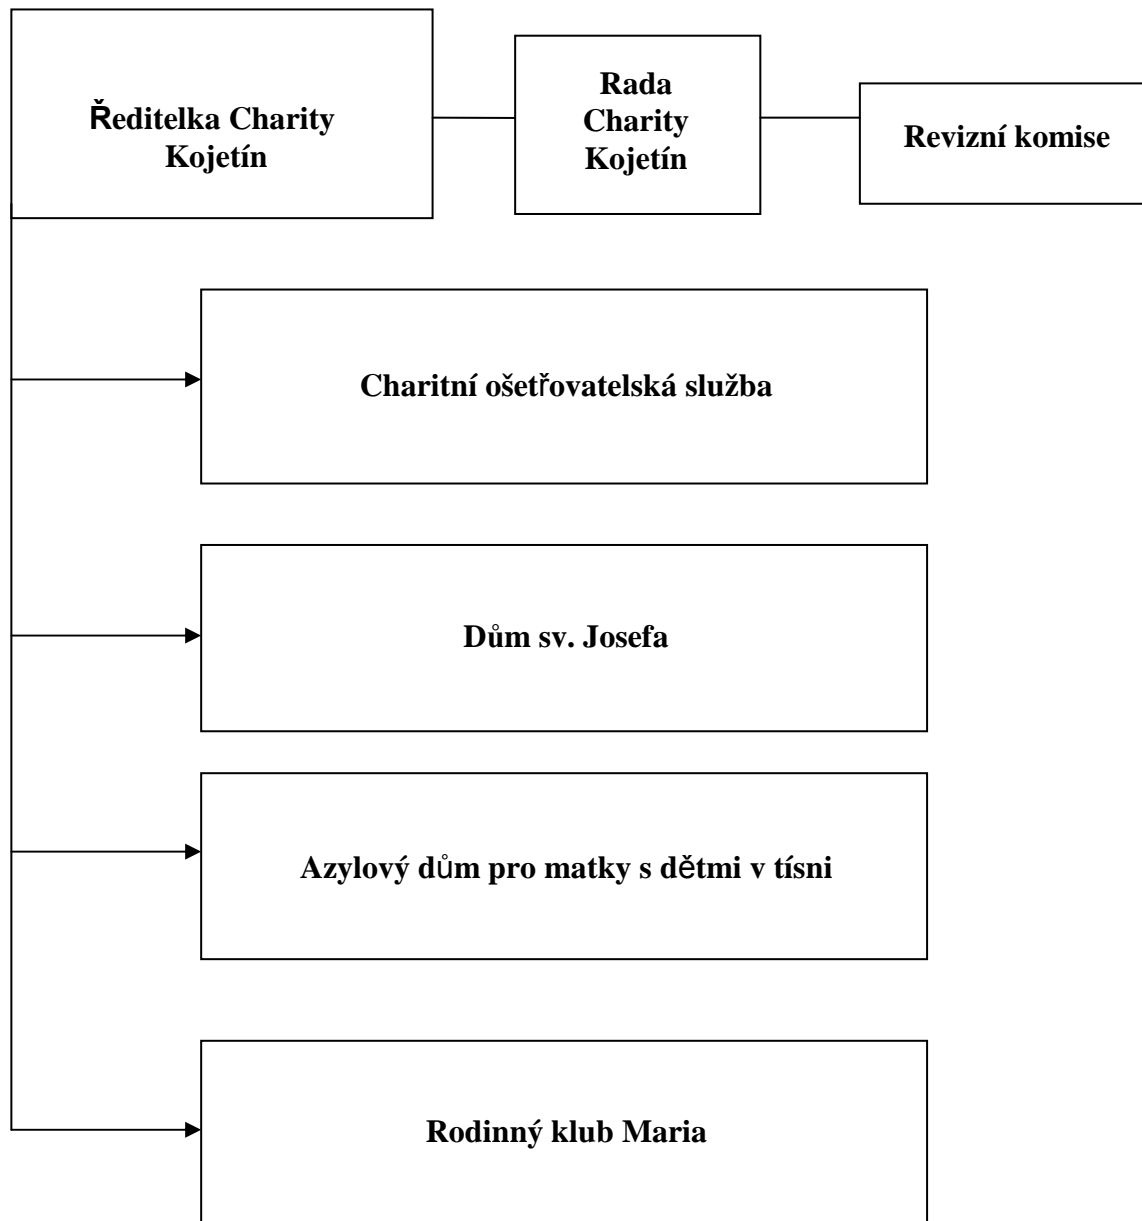 Ředitelka Charity
Kojetín
Rada
Charity
Kojetín
Revizní komise
Charitní ošetřovatelská služba
Dům sv. Josefa
Azylový dům pro matky s dětmi v tísni
Rodinný klub Maria